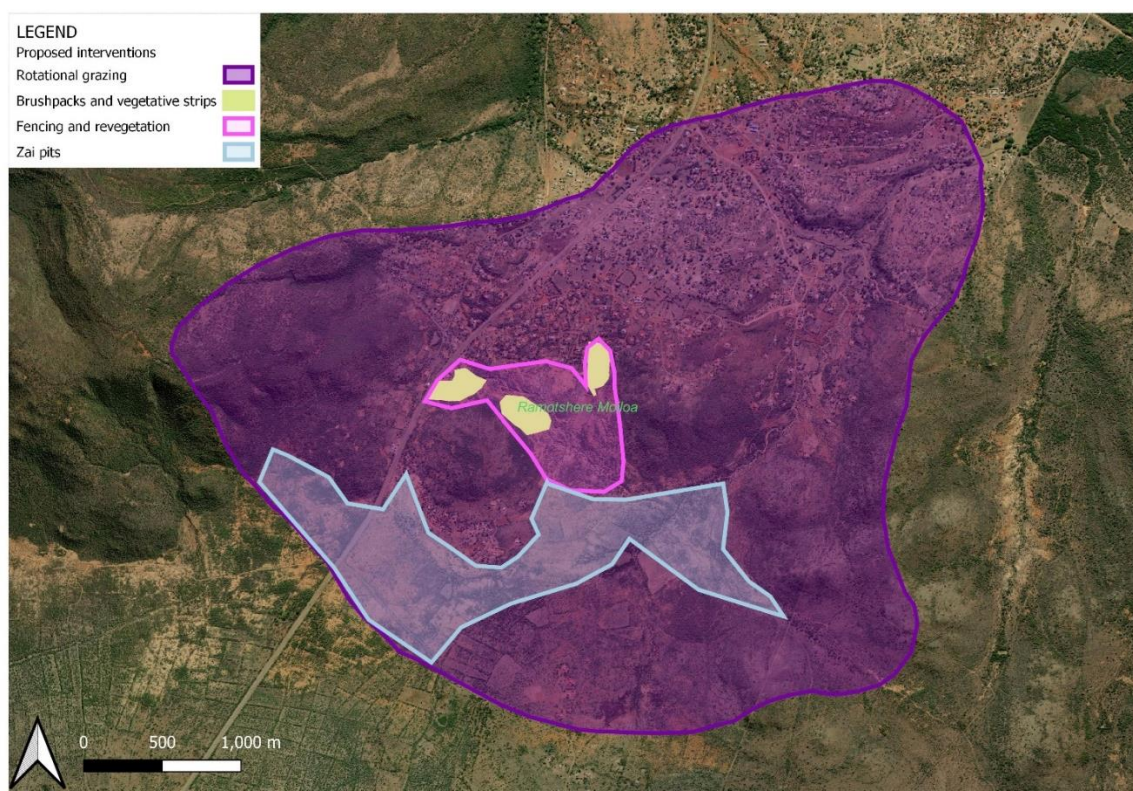 LEGEND
Proposed interventions
Rotational grazing
Brushpacks and vegetative strips
Fencing and revegetation
Zai pits
Ramotshere Moiloa
0 500 1,000 m